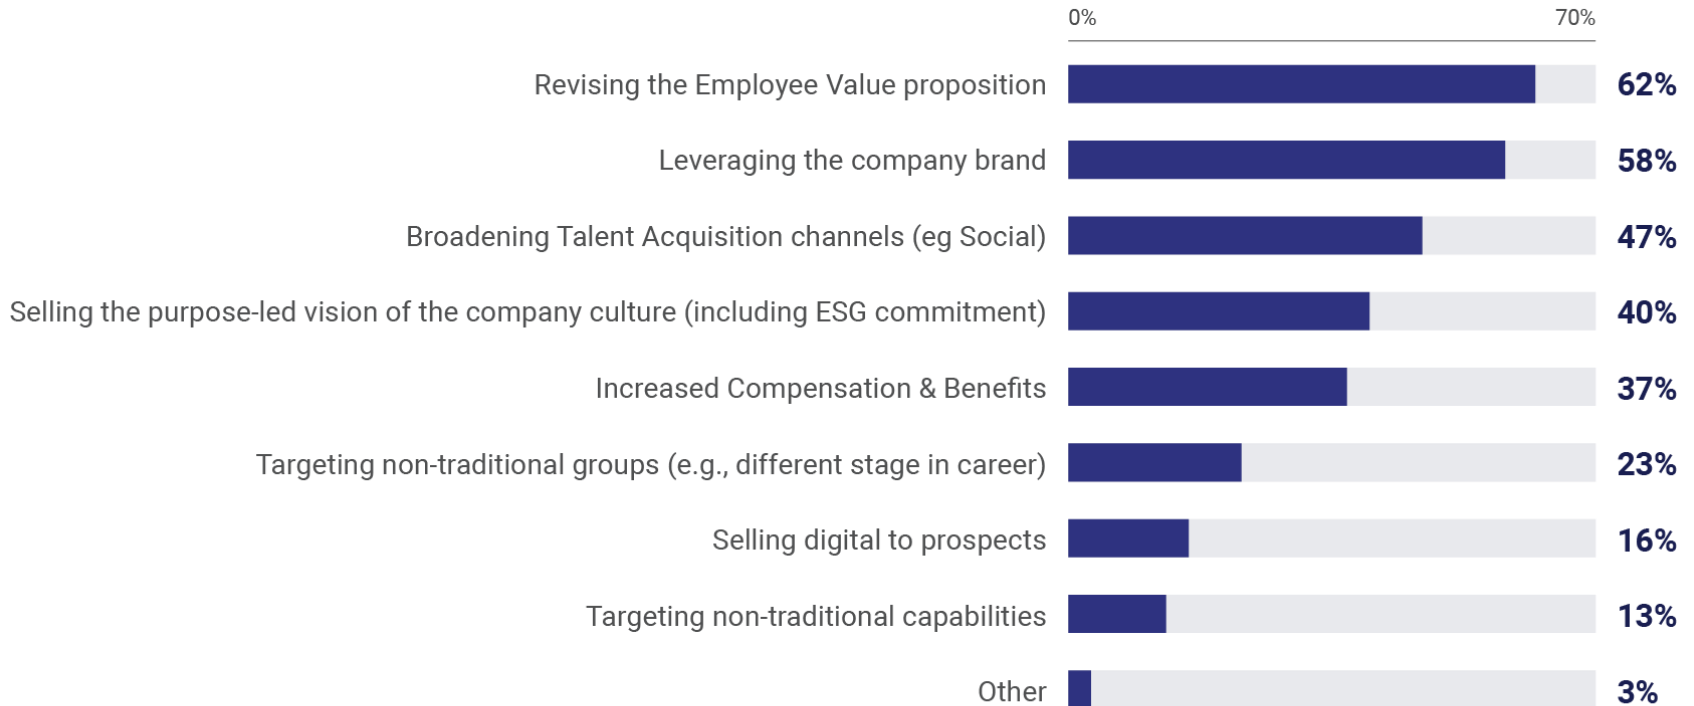 0% 70%
Revising the Employee Value proposition 62%
Leveraging the company brand 58%
Broadening Talent Acquisition channels (eg Social) 47%
Selling the purpose-led vision of the company culture (including ESG commitment) 40%
Increased Compensation & Benefits 37%
Targeting non-traditional groups (e.g., different stage in career) 23%
Selling digital to prospects 16%
Targeting non-traditional capabilities 13%
Other 3%